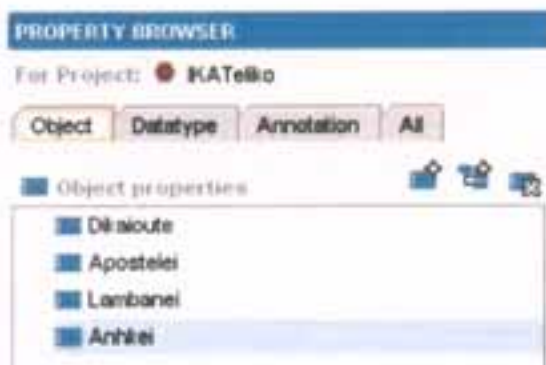 PROPERTY BROWSER
For Project: IKATeliko
Object Datatype Annotation All
Object properties
Dikaioute
Apostelei
Lambanei
Anhkei